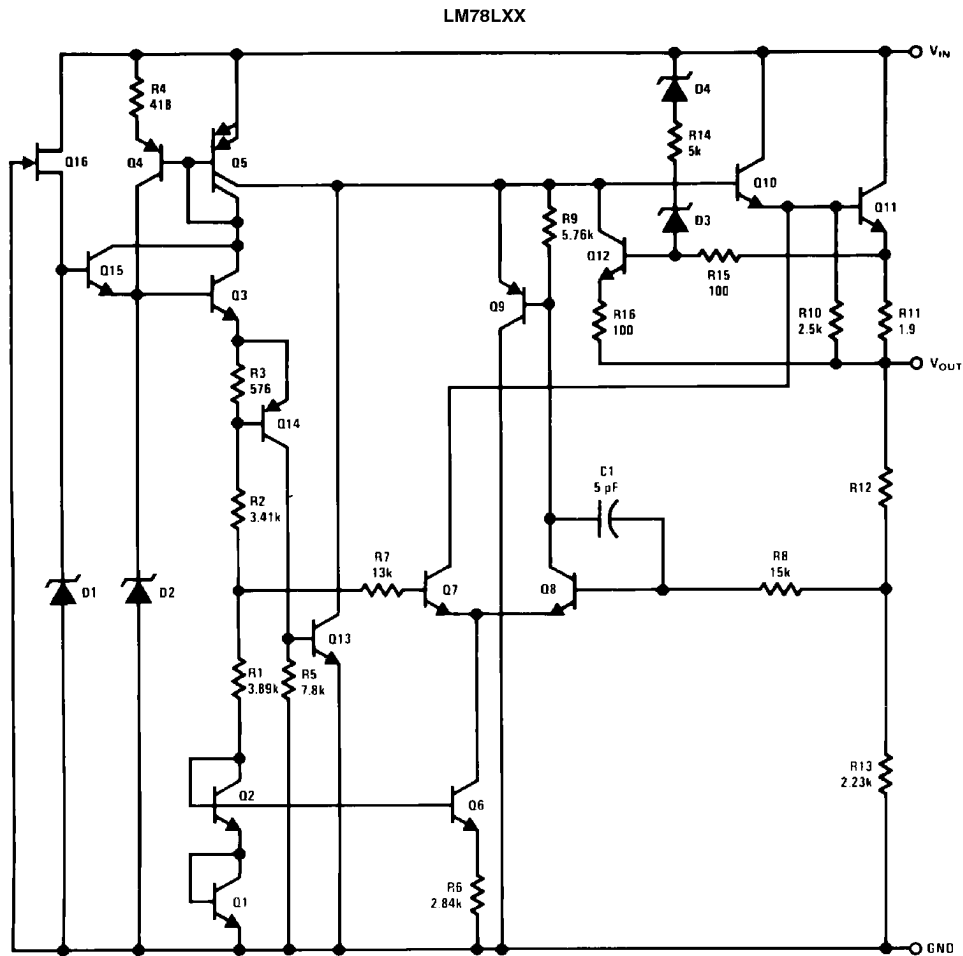 LM78LXX
VIN
R4
418
D4
Q16
Q4
Q5
R14
5k
Q10
Q11
R9
5.76k
D3
Q15
Q12
Q3
R15
100
Q9
R16
100
R10
2.5k
R11
1.9
VOUT
R3
576
Q14
C1
5 pF
R12
R2
3.41k
R7
13k
R8
15k
D1
D2
Q7
Q8
Q13
R1
3.89k
R5
7.8k
R13
2.23k
Q2
Q6
R6
2.84k
Q1
GND